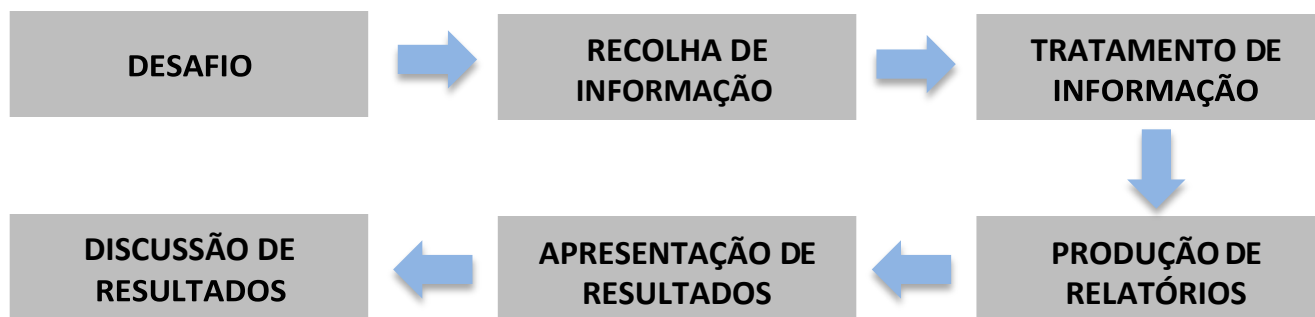 DESAFIO
RECOLHA DE
INFORMAÇÃO
TRATAMENTO DE
INFORMAÇÃO
PRODUÇÃO DE
RELATÓRIOS
APRESENTAÇÃO DE
RESULTADOS
DISCUSSÃO DE
RESULTADOS